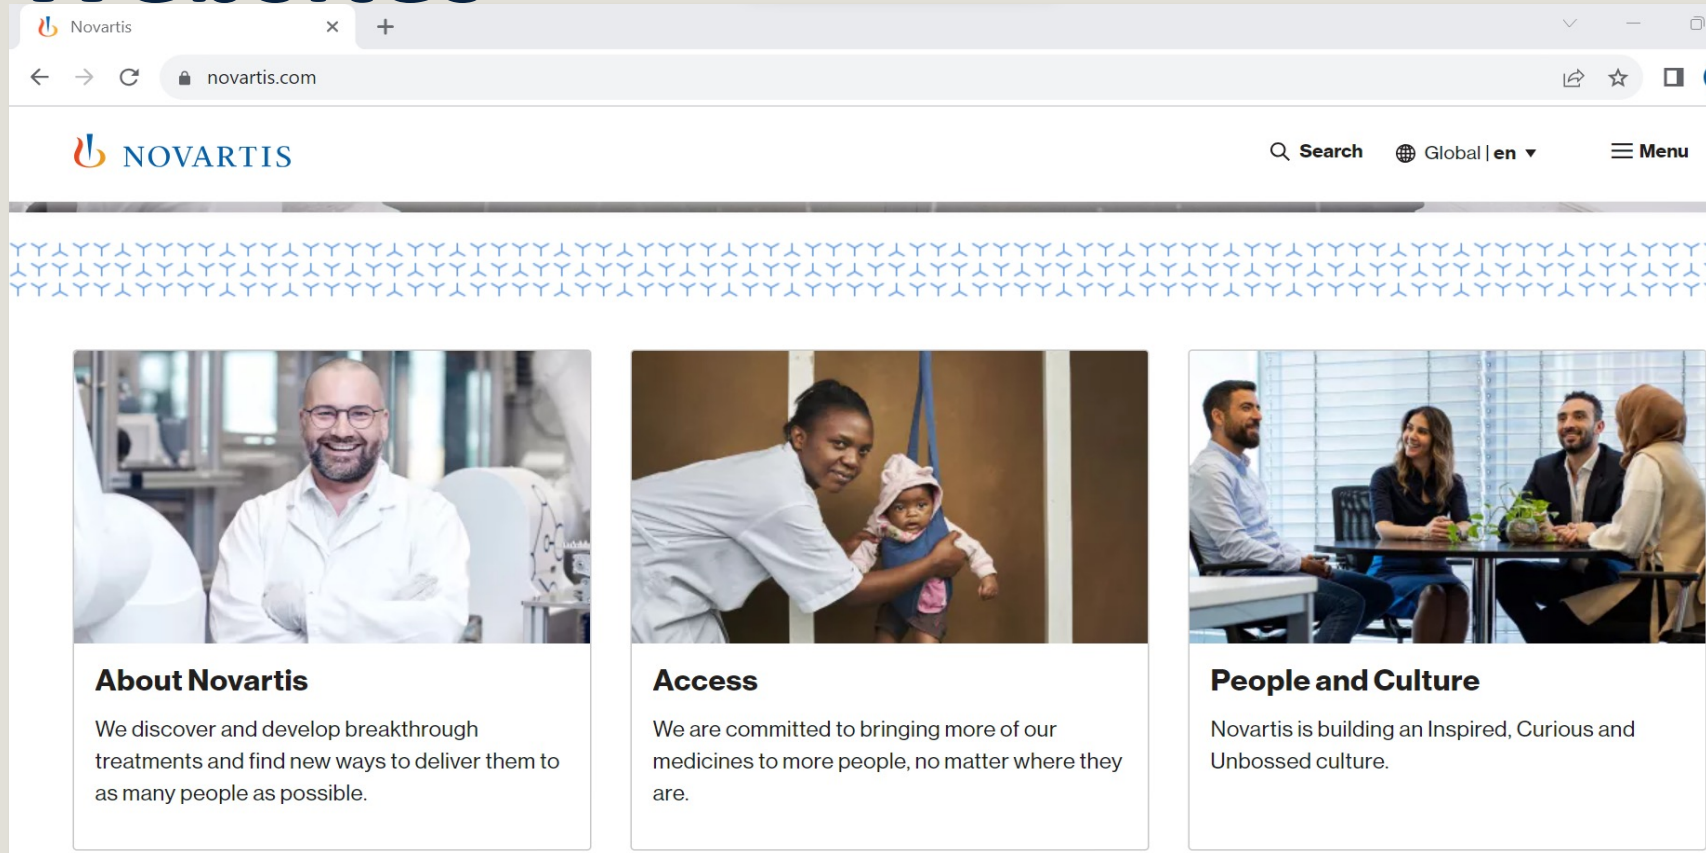 Novartis
novartis.com
NOVARTIS
Search
Global | en
Menu
About Novartis
We discover and develop breakthrough
treatments and find new ways to deliver them to
as many people as possible.
Access
We are committed to bringing more of our
medicines to more people, no matter where they
are.
People and Culture
Novartis is building an Inspired, Curious and
Unbossed culture.